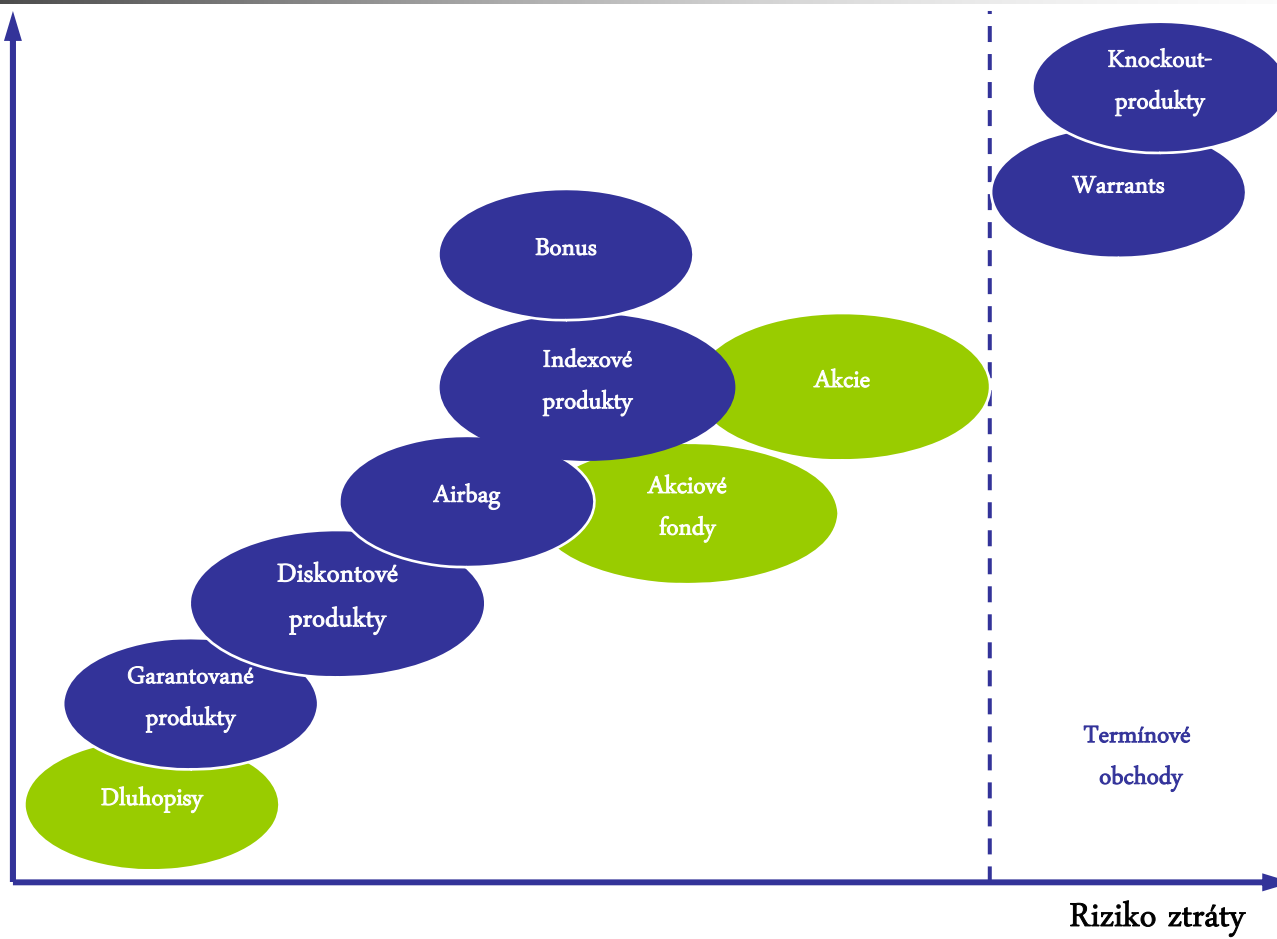 Knockout-
produkty
Warrants
Bonus
Indexové
produkty
Akcie
Airbag
Akciové
fondy
Diskontové
produkty
Garantované
produkty
Dluhopisy
Termínové
obchody
Riziko ztráty